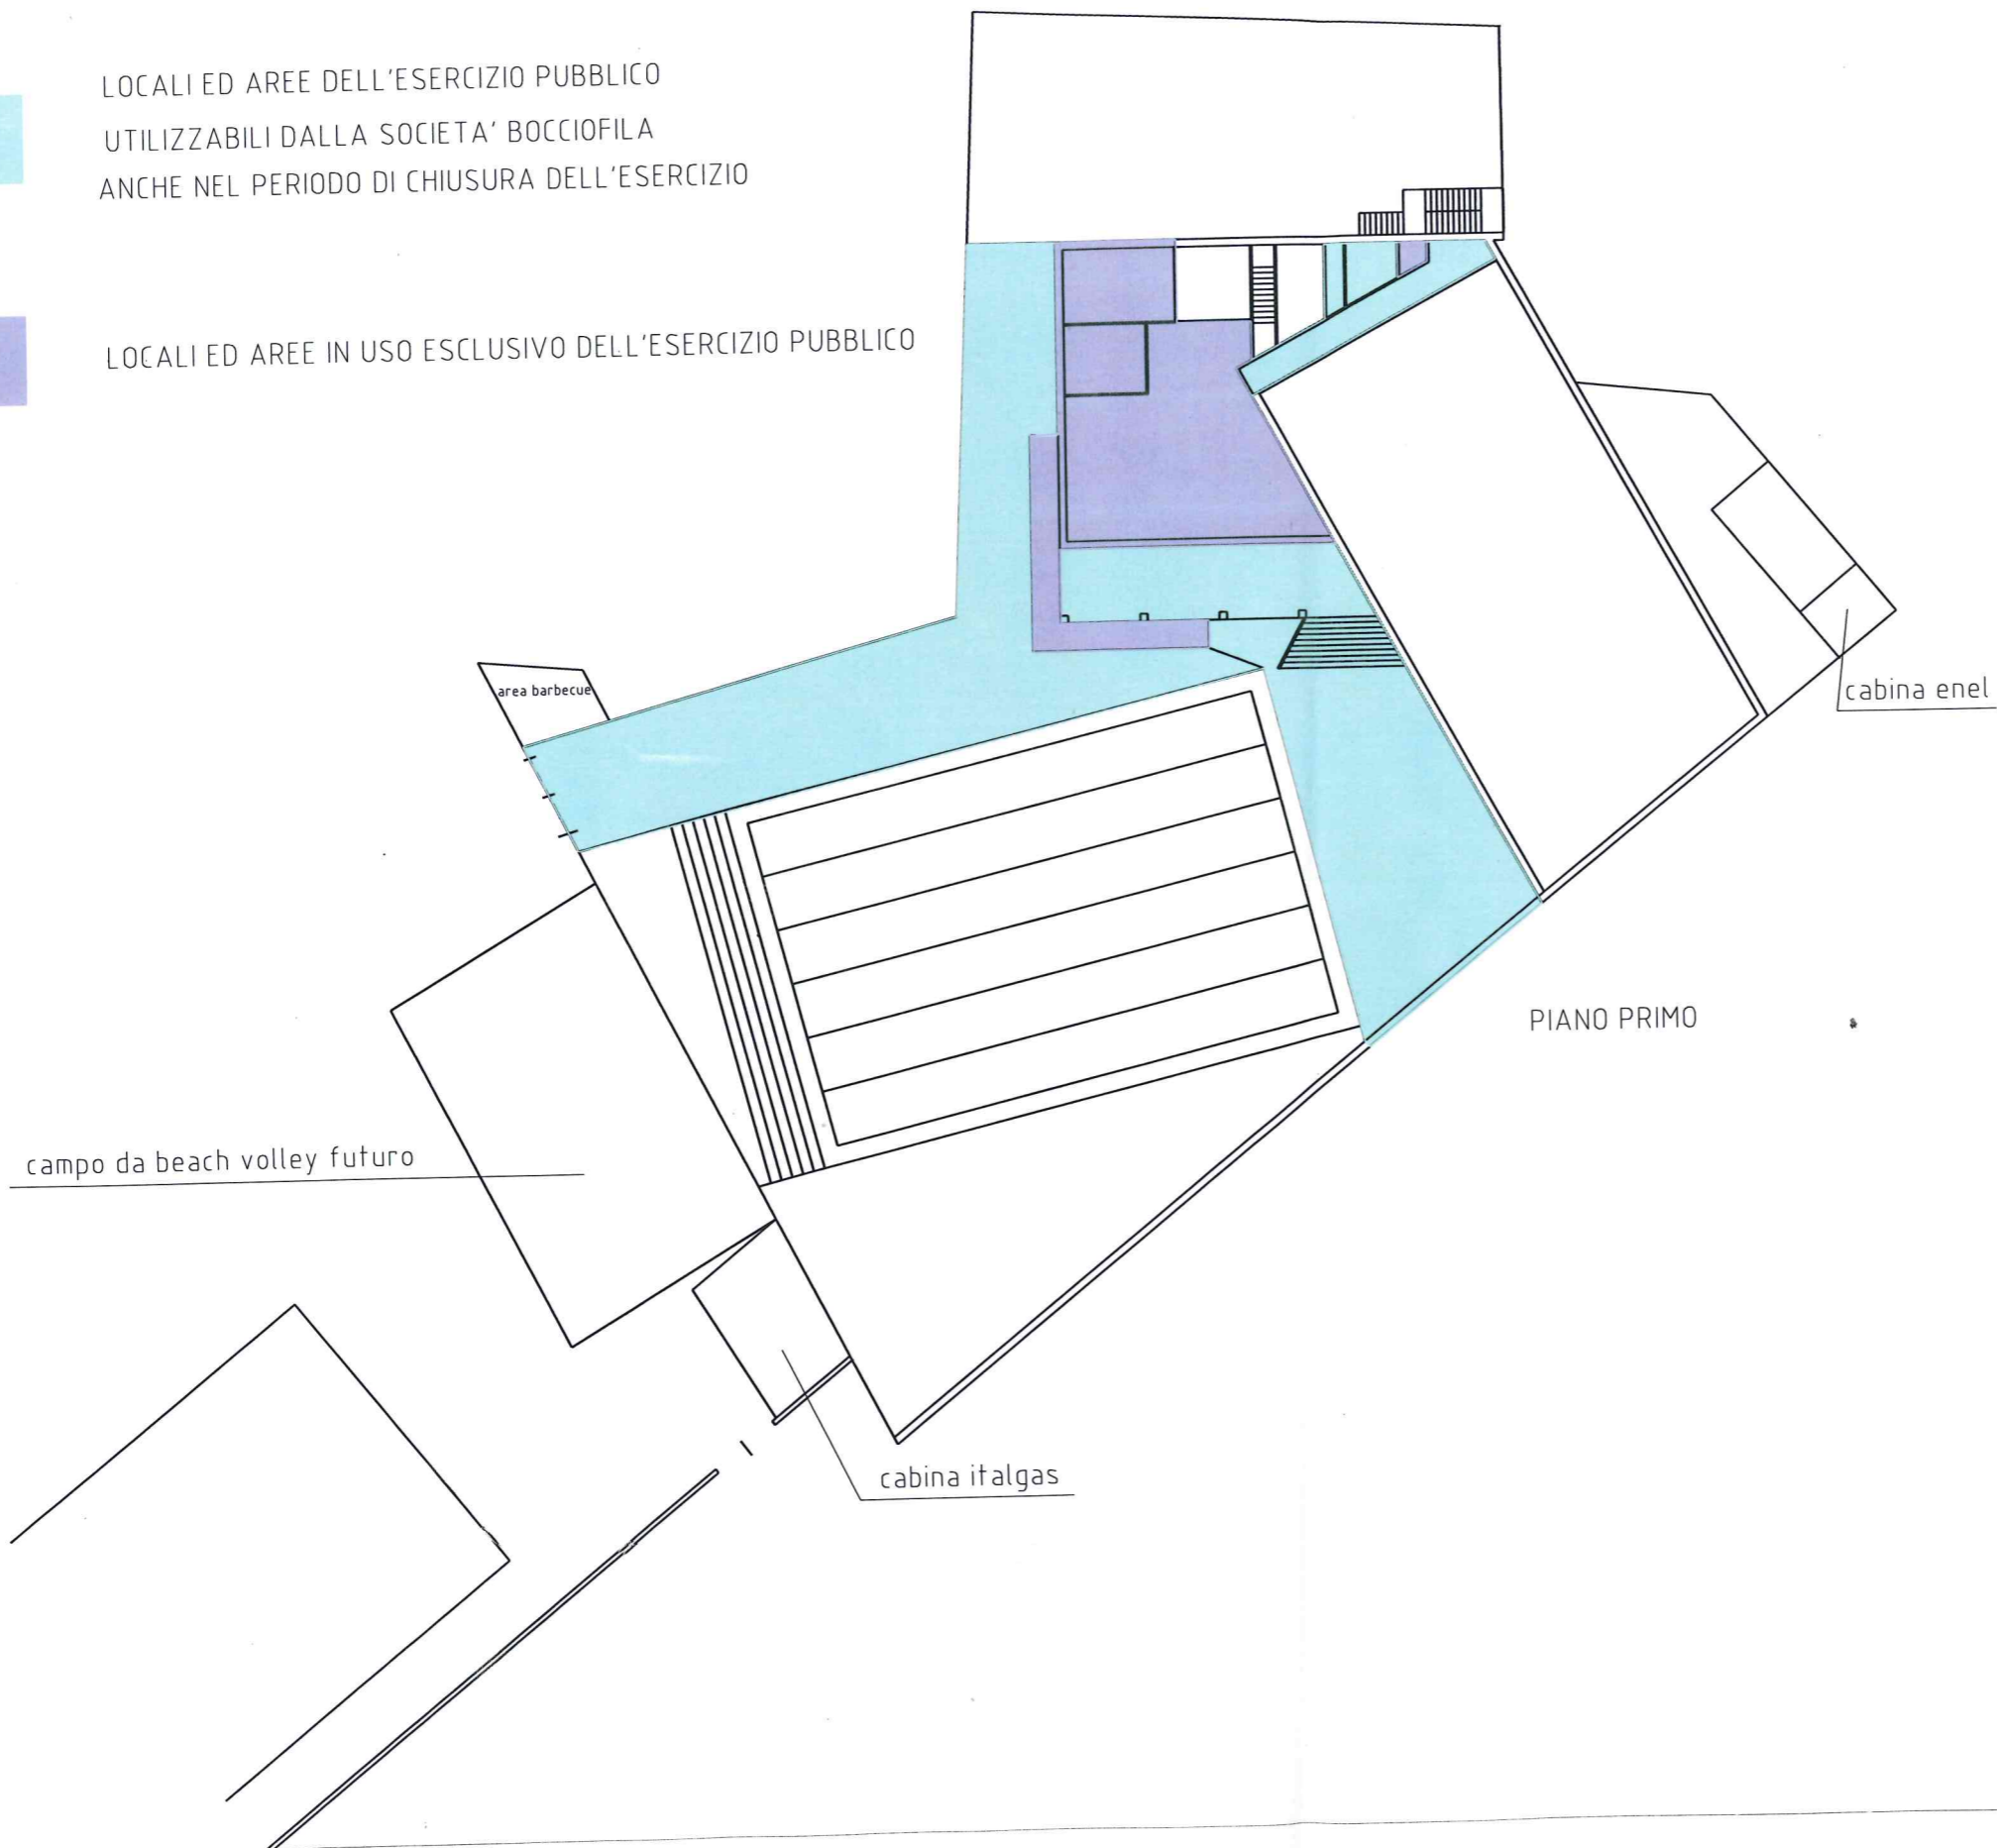 LOCALI ED AREE DELL'ESERCIZIO PUBBLICO
UTILIZZABILI DALLA SOCIETA' BOCCIOFILA
ANCHE NEL PERIODO DI CHIUSURA DELL'ESERCIZIO
LOCALI ED AREE IN USO ESCLUSIVO DELL'ESERCIZIO PUBBLICO
area barbecue
cabina enel
PIANO PRIMO
campo da beach volley futuro
cabina italgas